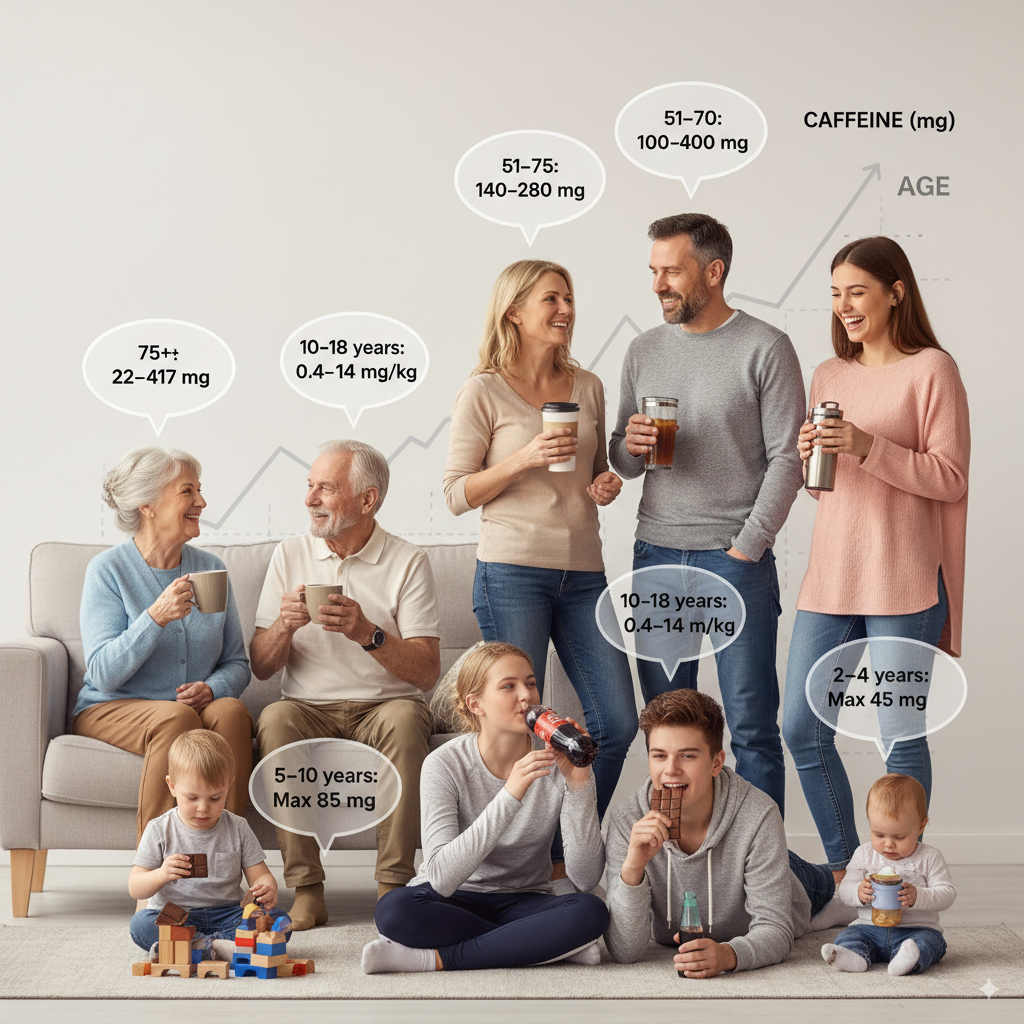 51–70:
100–400 mg
CAFFEINE (mg)
51–75:
140–280 mg
AGE
75+‡:
22–417 mg
10–18 years:
0.4–14 mg/kg
10–18 years:
0.4–14 m/kg
2–4 years:
Max 45 mg
5–10 years:
Max 85 mg